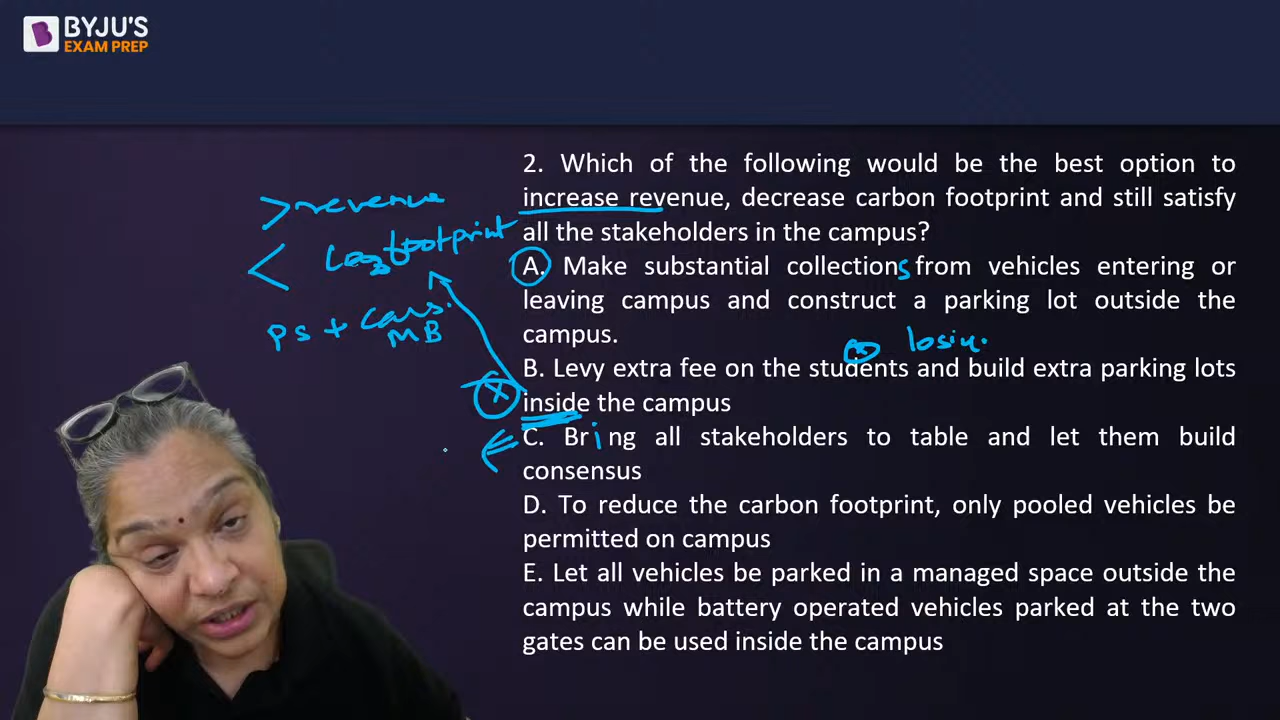 BYJU'S
EXAM PREP
2. Which of the following would be the best option to
increase revenue, decrease carbon footprint and still satisfy
all the stakeholders in the campus?
A. Make substantial collections from vehicles entering or
leaving campus and construct a parking lot outside the
campus.
B. Levy extra fee on the students and build extra parking lots
inside the campus
C. Bring all stakeholders to table and let them build
consensus
D. To reduce the carbon footprint, only pooled vehicles be
permitted on campus
E. Let all vehicles be parked in a managed space outside the
campus while battery operated vehicles parked at the two
gates can be used inside the campus
> revenue
< footprint
ps + cars.
MB